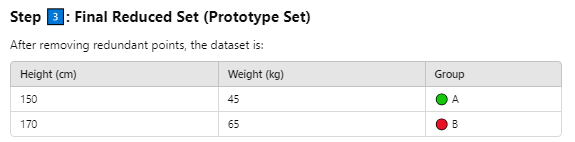 Step 3️⃣: Final Reduced Set (Prototype Set)
After removing redundant points, the dataset is:
Height (cm) Weight (kg) Group
150 45 🟢 A
170 65 🔴 B